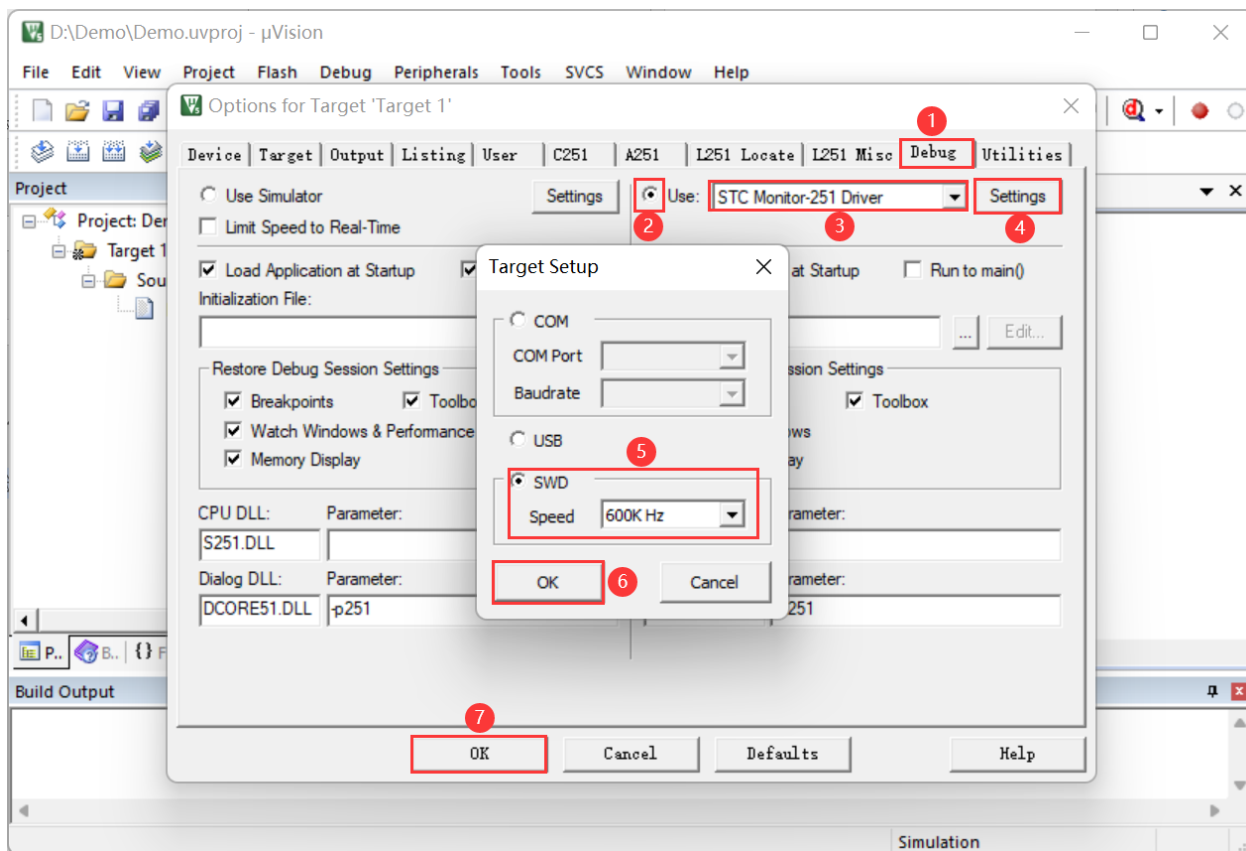 D:\Demo\Demo.uvproj - µVision
File Edit View Project Flash Debug Peripherals Tools SVCS Window Help
Options for Target 'Target 1'
1
Device Target Output Listing User C251 A251 L251 Locate L251 Misc Debug Utilities
Project
Project: Der
Target 1
Sou
Use Simulator Settings Use: STC Monitor-251 Driver Settings
2 3 4
Limit Speed to Real-Time
Load Application at Startup at Startup Run to main()
Initialization File:
... Edit...
Restore Debug Session Settings ssion Settings
Breakpoints Toolbo Toolbox
Watch Windows & Performance ows
Memory Display ay
CPU DLL: Parameter: rameter:
S251.DLL
Dialog DLL: Parameter: rameter:
DCORE51.DLL -p251 251
Target Setup
COM
COM Port
Baudrate
USB
5
SWD
Speed 600K Hz
OK 6 Cancel
7
OK Cancel Defaults Help
P.. B.. {} F
Build Output
Simulation